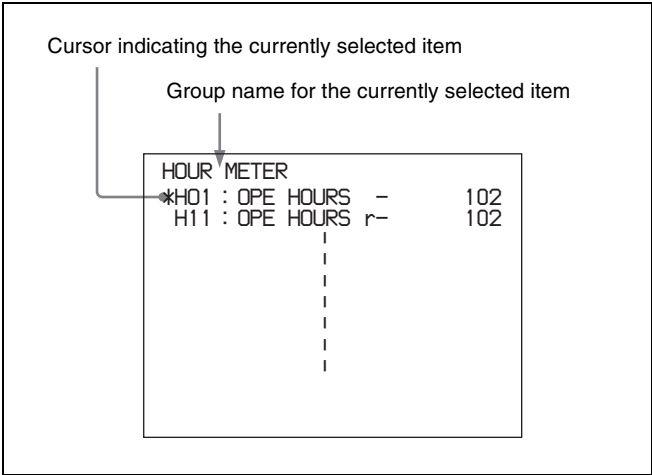 Cursor indicating the currently selected item
Group name for the currently selected item
HOUR METER
*H01 : OPE HOURS - 102
H11 : OPE HOURS r- 102